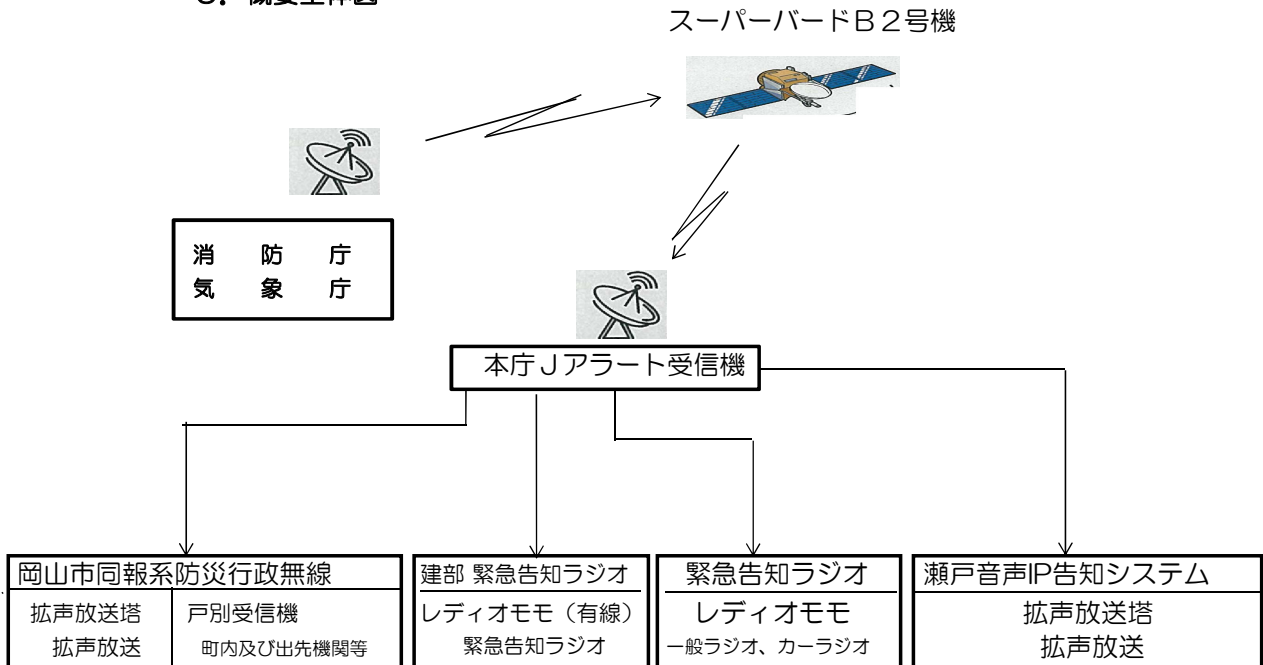 スーパーバードＢ２号機
消　防　庁
気　象　庁
本庁Ｊアラート受信機
岡山市同報系防災行政無線
拡声放送塔
拡声放送
戸別受信機
町内及び出先機関等
建部 緊急告知ラジオ
レディオモモ（有線）
緊急告知ラジオ
緊急告知ラジオ
レディオモモ
一般ラジオ、カーラジオ
瀬戸音声IP告知システム
拡声放送塔
拡声放送